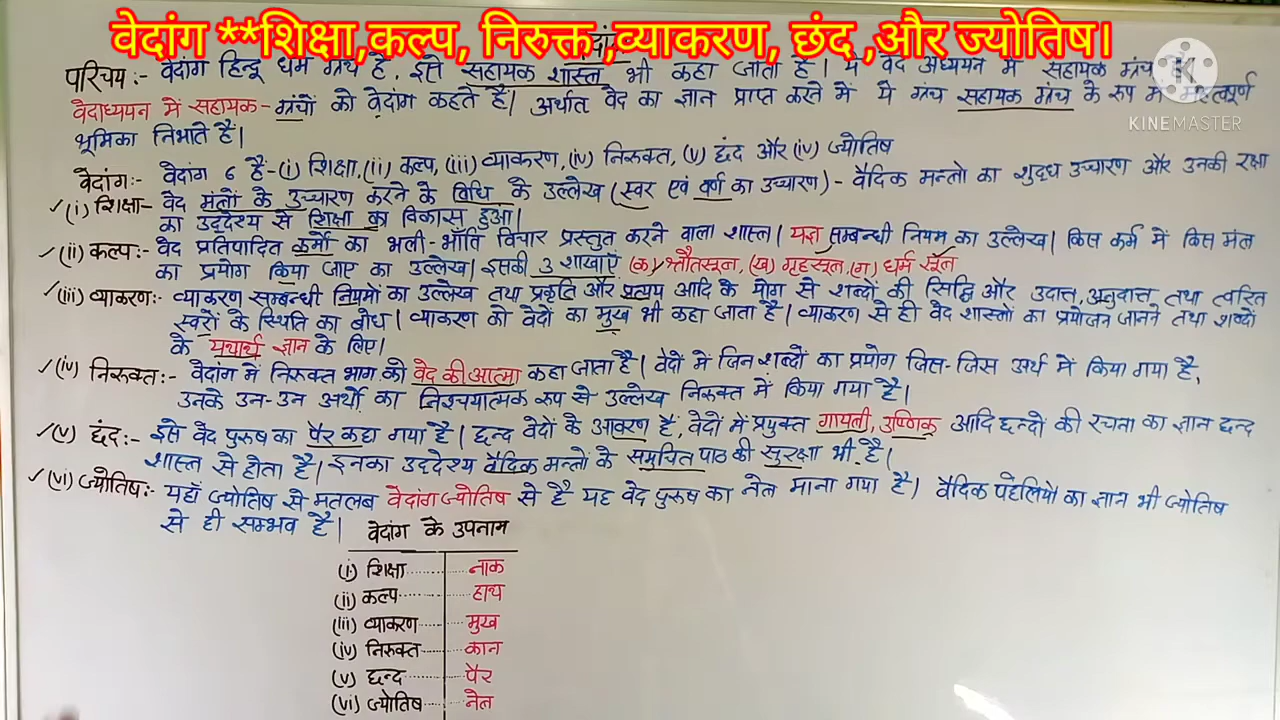 वेदांग **शिक्षा,कल्प, निरुक्त ,व्याकरण, छंद ,और ज्योतिष।
परिचय:- वेदांग हिन्दू धर्म ग्रंथ है, इसे सहायक शास्त्र भी कहा जाता है। ये वेद अध्ययन में सहायक ग्रंथ है
KINEMASTER
वेदाध्ययन में सहायक- ग्रंथों को वेदांग कहते हैं। अर्थात वेद का ज्ञान प्राप्त करने में ये ग्रंथ सहायक ग्रंथ के रूप में महत्वपूर्ण
भूमिका निभाते हैं।
वेदांग:- वेदांग 6 हैं-(i) शिक्षा,(ii) कल्प,(iii) व्याकरण,(iv) निरुक्त, (v) छंद और (iv) ज्योतिष
(i) शिक्षा- वेद मंत्रों के उच्चारण करने के विधि के उल्लेख (स्वर एवं वर्ण का उच्चारण) - वैदिक मन्त्रो का शुद्ध उच्चारण और उनकी रक्षा
का उद्देश्य से शिक्षा का विकास हुआ।
(ii) कल्प:- वेद प्रतिपादित कर्मो का भली-भाँति विचार प्रस्तुत करने वाला शास्त्र। यज्ञ सम्बन्धी नियम का उल्लेख। किस कर्म में किस मंत्र
का प्रयोग किया जाए का उल्लेख। इसकी 3 शाखाएं (क) श्रौतसूत्र, (ख) गृहसूत्र, (ग) धर्म सूत्र
(iii) व्याकरण:- व्याकरण सम्बन्धी नियमों का उल्लेख तथा प्रकृति और प्रत्यय आदि के योग से शब्दों की सिद्धि और उदात्त, अनुदात्त तथा त्वरित
स्वरों के स्थिति का बोध। व्याकरण को वेदों का मुख भी कहा जाता है। व्याकरण से ही वेद शास्त्रों का प्रयोजन जानने तथा शब्दों
के यथार्थ ज्ञान के लिए।
(iv) निरुक्त:- वेदांग में निरुक्त भाग को वेद की आत्मा कहा जाता है। वेदों में जिन शब्दों का प्रयोग जिस-जिस अर्थ में किया गया है,
उनके उन-उन अर्थो का निश्चयात्मक रूप से उल्लेख निरुक्त में किया गया है।
(v) छंद:- इसे वेद पुरुष का पैर कहा गया है। छन्द वेदों के आवरण हैं, वेदों में प्रयुक्त गायत्री, उष्णिक् आदि छन्दों की रचना का ज्ञान छन्द
शास्त्र से होता है। इनका उद्देश्य वैदिक मन्त्रों के समुचित पाठ की सुरक्षा भी है।
(vi) ज्योतिष:- यहाँ ज्योतिष से मतलब वेदांग ज्योतिष से है यह वेद पुरुष का नेत्र माना गया है। वैदिक पहेलियों का ज्ञान भी ज्योतिष
से ही सम्भव है।
वेदांग के उपनाम
(i) शिक्षा........ नाक
(ii) कल्प........ हाथ
(iii) व्याकरण..... मुख
(iv) निरुक्त...... कान
(v) छन्द........ पैर
(vi) ज्योतिष...... नेत्र